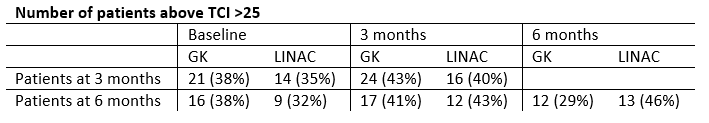 Number of patients above TCI >25
Baseline 3 months 6 months
GK LINAC GK LINAC GK LINAC
Patients at 3 months 21 (38%) 14 (35%) 24 (43%) 16 (40%)
Patients at 6 months 16 (38%) 9 (32%) 17 (41%) 12 (43%) 12 (29%) 13 (46%)